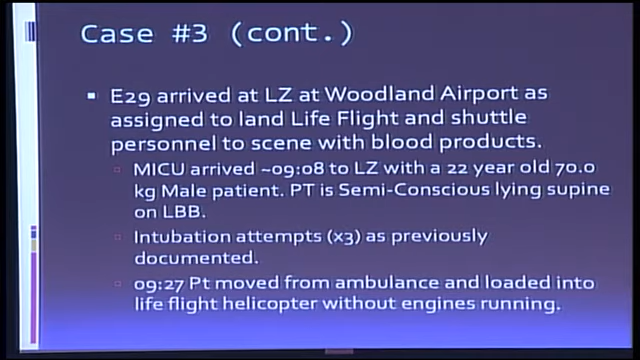 Case #3 (cont.)
E29 arrived at LZ at Woodland Airport as
assigned to land Life Flight and shuttle
personnel to scene with blood products.
MICU arrived ~09:08 to LZ with a 22 year old 70.0
kg Male patient. PT is Semi-Conscious lying supine
on LBB.
Intubation attempts (x3) as previously
documented.
09:27 Pt moved from ambulance and loaded into
life flight helicopter without engines running.